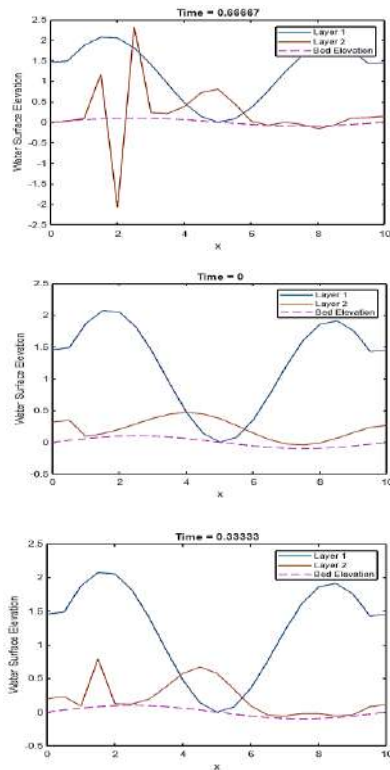 Time = 0.66667
Layer 1
Layer 2
Bed Elevation
Water Surface Elevation
2.5
2
1.5
1
0.5
0
-0.5
-1
-1.5
-2
-2.5
0 2 4 6 8 10
x
Time = 0
Layer 1
Layer 2
Bed Elevation
Water Surface Elevation
2.5
2
1.5
1
0.5
0
-0.5
0 2 4 6 8 10
x
Time = 0.33333
Layer 1
Layer 2
Bed Elevation
Water Surface Elevation
2.5
2
1.5
1
0.5
0
-0.5
0 2 4 6 8 10
x